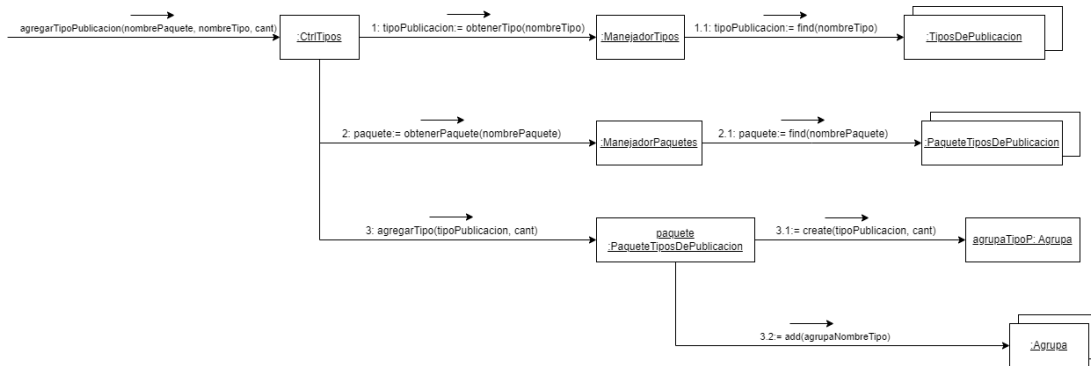 agregarTipoPublicacion(nombrePaquete, nombreTipo, cant)
:CtrlTipos
1: tipoPublicacion:= obtenerTipo(nombreTipo)
:ManejadorTipos
1.1: tipoPublicacion:= find(nombreTipo)
:TiposDePublicacion
2: paquete:= obtenerPaquete(nombrePaquete)
:ManejadorPaquetes
2.1: paquete:= find(nombrePaquete)
:PaqueteTiposDePublicacion
3: agregarTipo(tipoPublicacion, cant)
paquete
:PaqueteTiposDePublicacion
3.1:= create(tipoPublicacion, cant)
agrupaTipoP: Agrupa
3.2:= add(agrupaNombreTipo)
:Agrupa